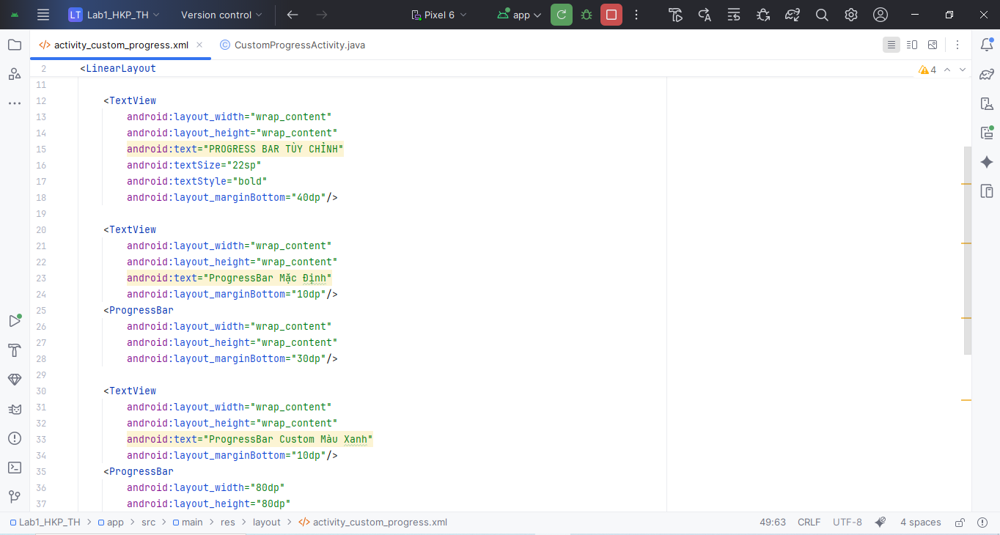 LT Lab1_HKP_TH Version control Pixel 6 app
activity_custom_progress.xml CustomProgressActivity.java
2 <LinearLayout 4
11
12 <TextView
13 android:layout_width="wrap_content"
14 android:layout_height="wrap_content"
15 android:text="PROGRESS BAR TÙY CHỈNH"
16 android:textSize="22sp"
17 android:textStyle="bold"
18 android:layout_marginBottom="40dp"/>
19
20 <TextView
21 android:layout_width="wrap_content"
22 android:layout_height="wrap_content"
23 android:text="ProgressBar Mặc Định"
24 android:layout_marginBottom="10dp"/>
25 <ProgressBar
26 android:layout_width="wrap_content"
27 android:layout_height="wrap_content"
28 android:layout_marginBottom="30dp"/>
29
30 <TextView
31 android:layout_width="wrap_content"
32 android:layout_height="wrap_content"
33 android:text="ProgressBar Custom Màu Xanh"
34 android:layout_marginBottom="10dp"/>
35 <ProgressBar
36 android:layout_width="80dp"
37 android:layout_height="80dp"
Lab1_HKP_TH > app > src > main > res > layout > activity_custom_progress.xml 49:63 CRLF UTF-8 4 spaces